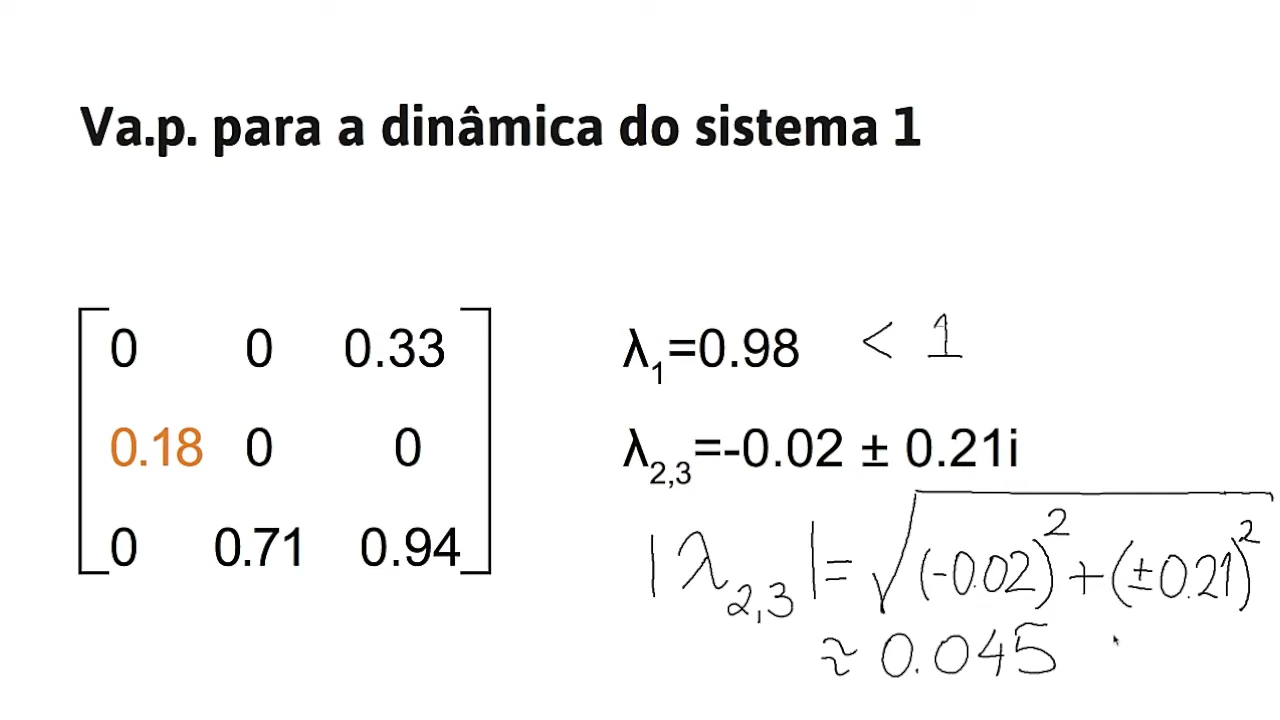 Va.p. para a dinâmica do sistema 1
0 0 0.33
0.18 0 0
0 0.71 0.94
λ₁=0.98 < 1
λ₂,₃=-0.02 ± 0.21i
|λ₂,₃|=√(-0.02)²+(±0.21)²
≈ 0.045